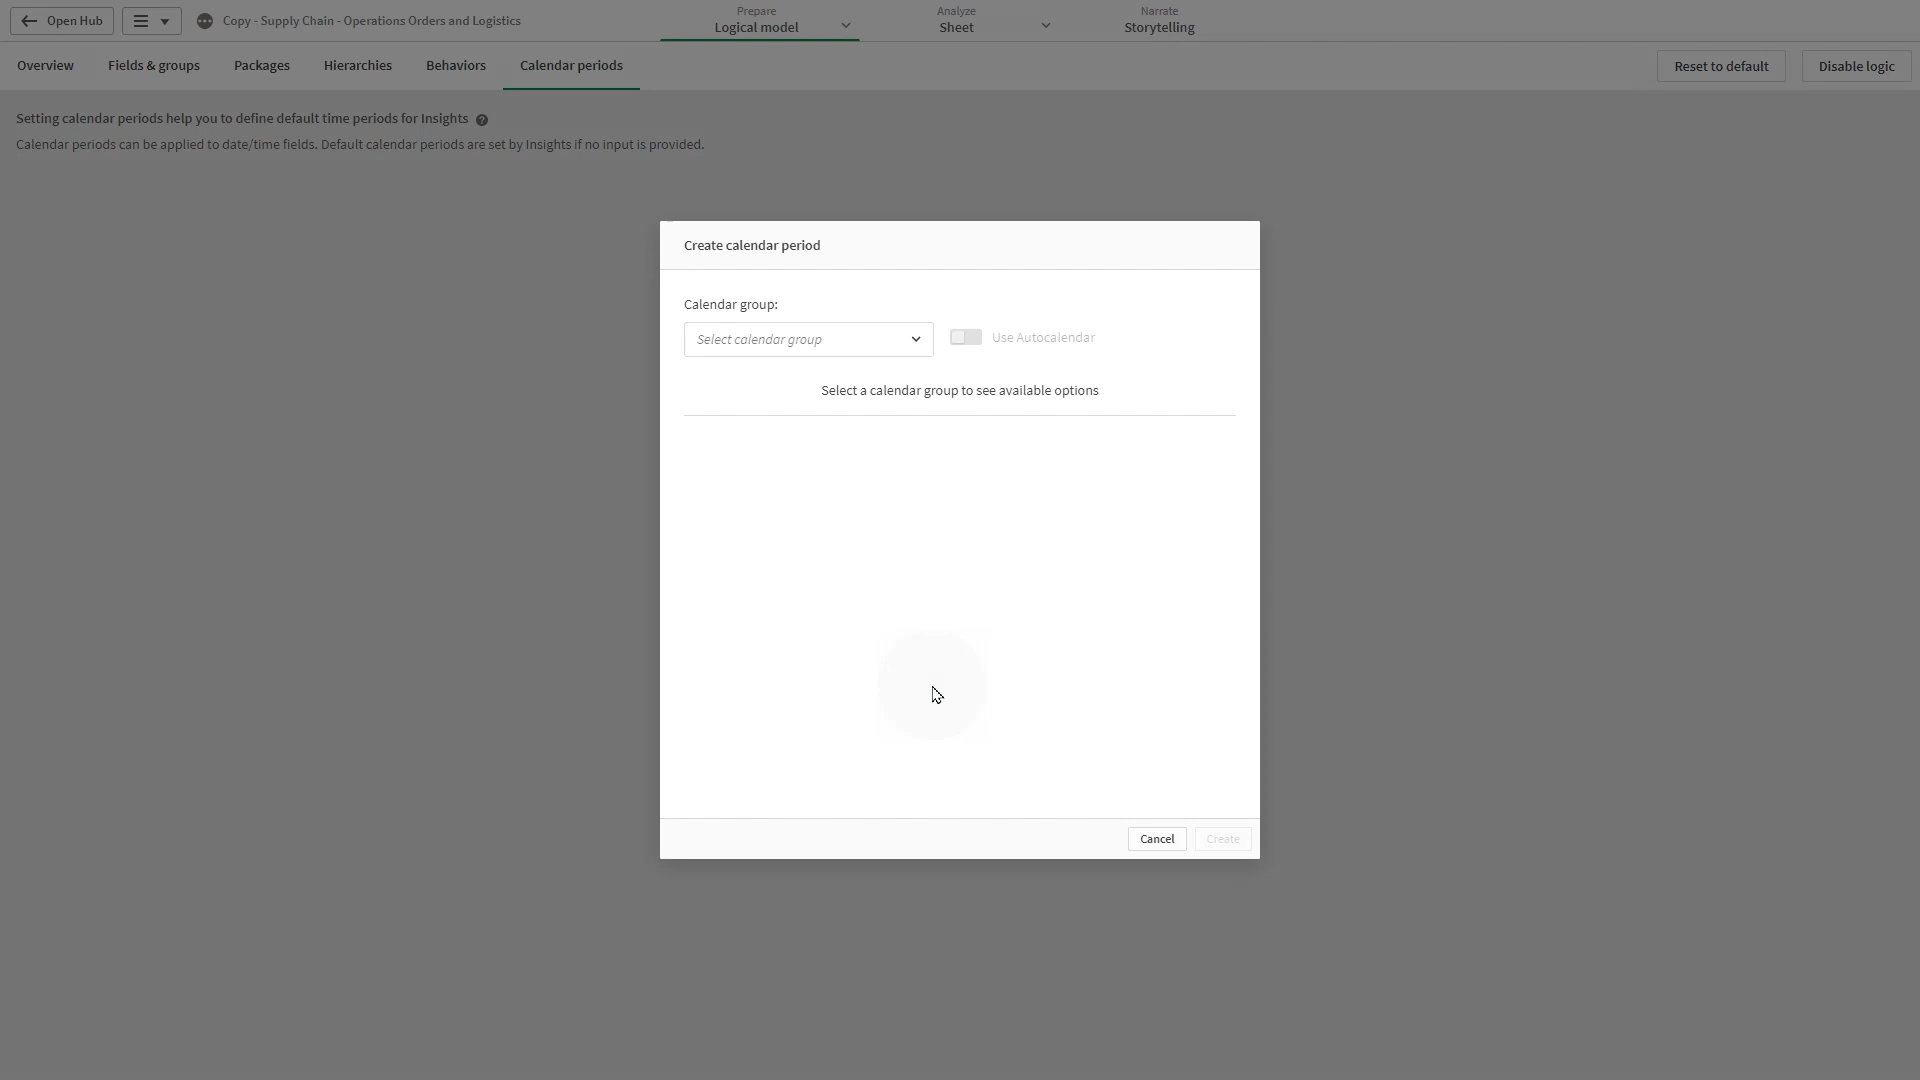 Open Hub
Copy - Supply Chain - Operations Orders and Logistics
Prepare
Logical model
Analyze
Sheet
Narrate
Storytelling
Overview
Fields & groups
Packages
Hierarchies
Behaviors
Calendar periods
Reset to default
Disable logic
Setting calendar periods help you to define default time periods for Insights ?
Calendar periods can be applied to date/time fields. Default calendar periods are set by Insights if no input is provided.
Create calendar period
Calendar group:
Select calendar group
Use Autocalendar
Select a calendar group to see available options
Cancel
Create